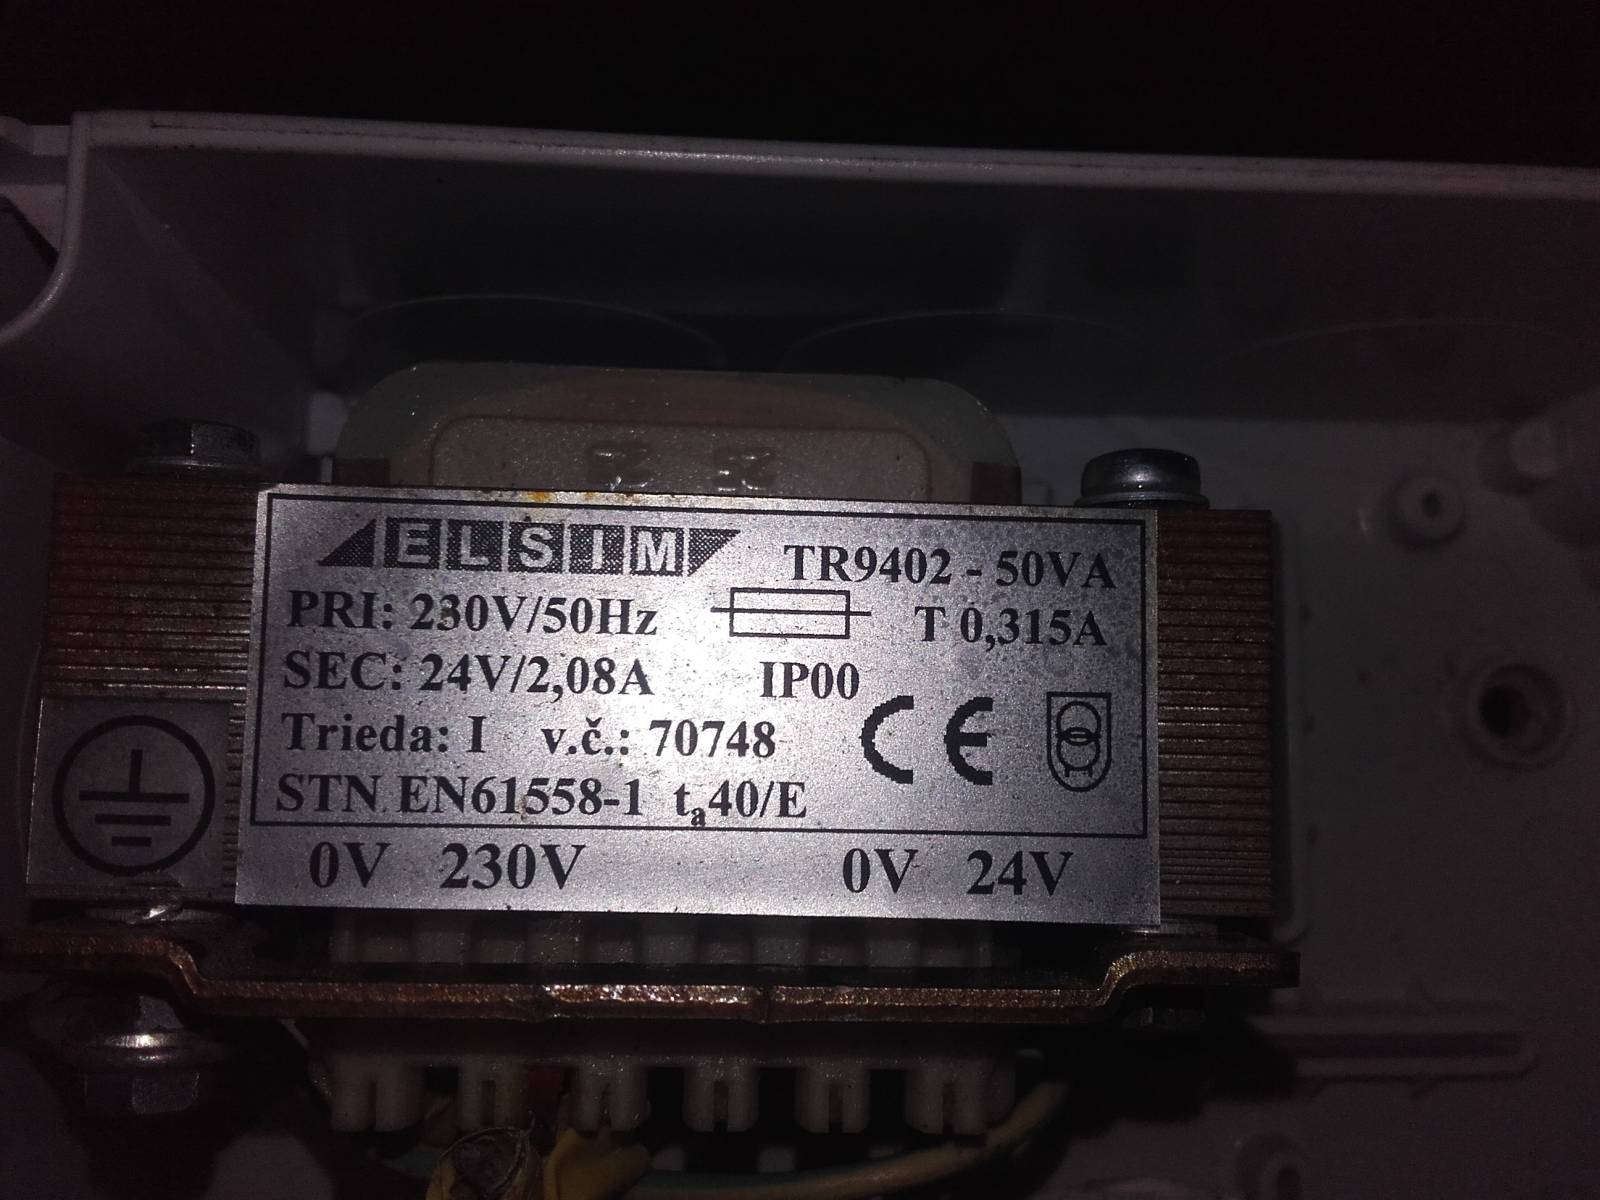 ELSIM
TR9402 - 50VA
PRI: 230V/50Hz T 0,315A
SEC: 24V/2,08A IP00
Trieda: I v.č.: 70748 CE
STN EN61558-1 ta40/E
0V 230V 0V 24V